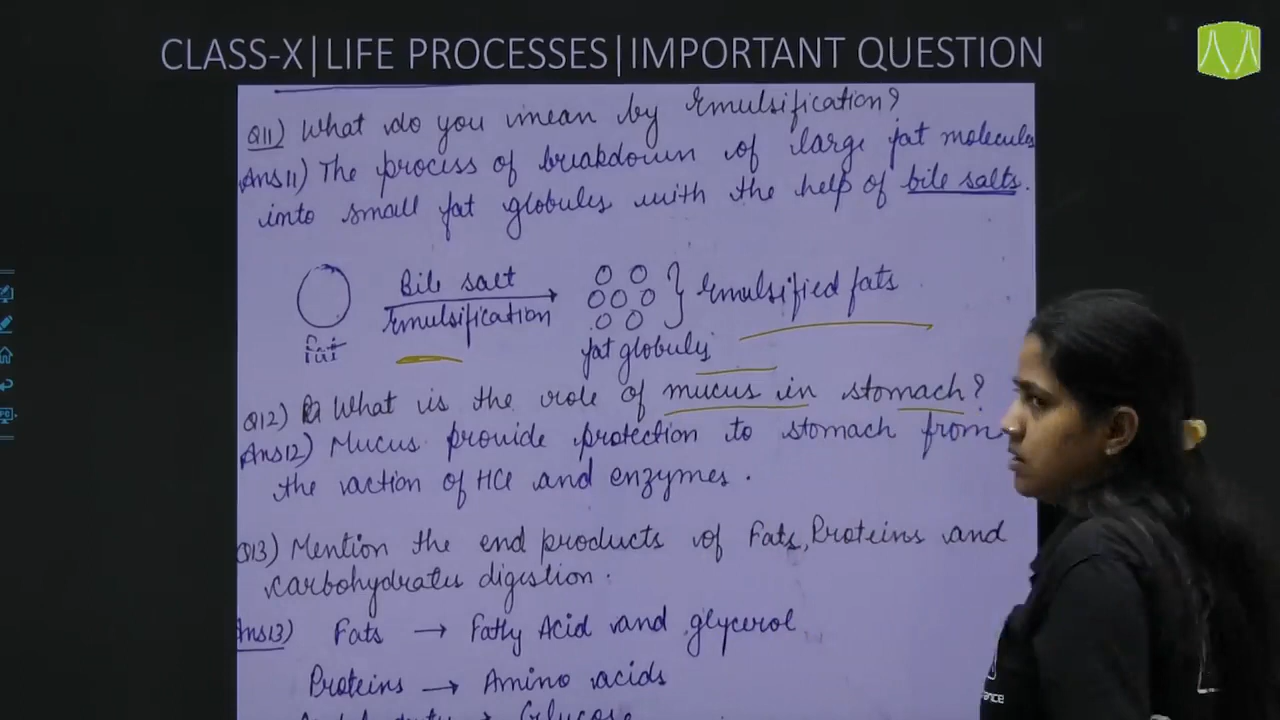 CLASS-X|LIFE PROCESSES|IMPORTANT QUESTION
Q11) What do you mean by Emulsification?
Ans11) The process of breakdown of large fat molecules
into small fat globules with the help of bile salts.
Bile salt
Emulsification
Emulsified fats
fat
fat globules
Q12) What is the role of mucus in stomach?
Ans12) Mucus provide protection to stomach from
the action of HCl and enzymes.
Q13) Mention the end products of Fats, Proteins and
carbohydrates digestion.
Ans13) Fats → Fatty Acid and glycerol
Proteins → Amino acids
→ Glucose